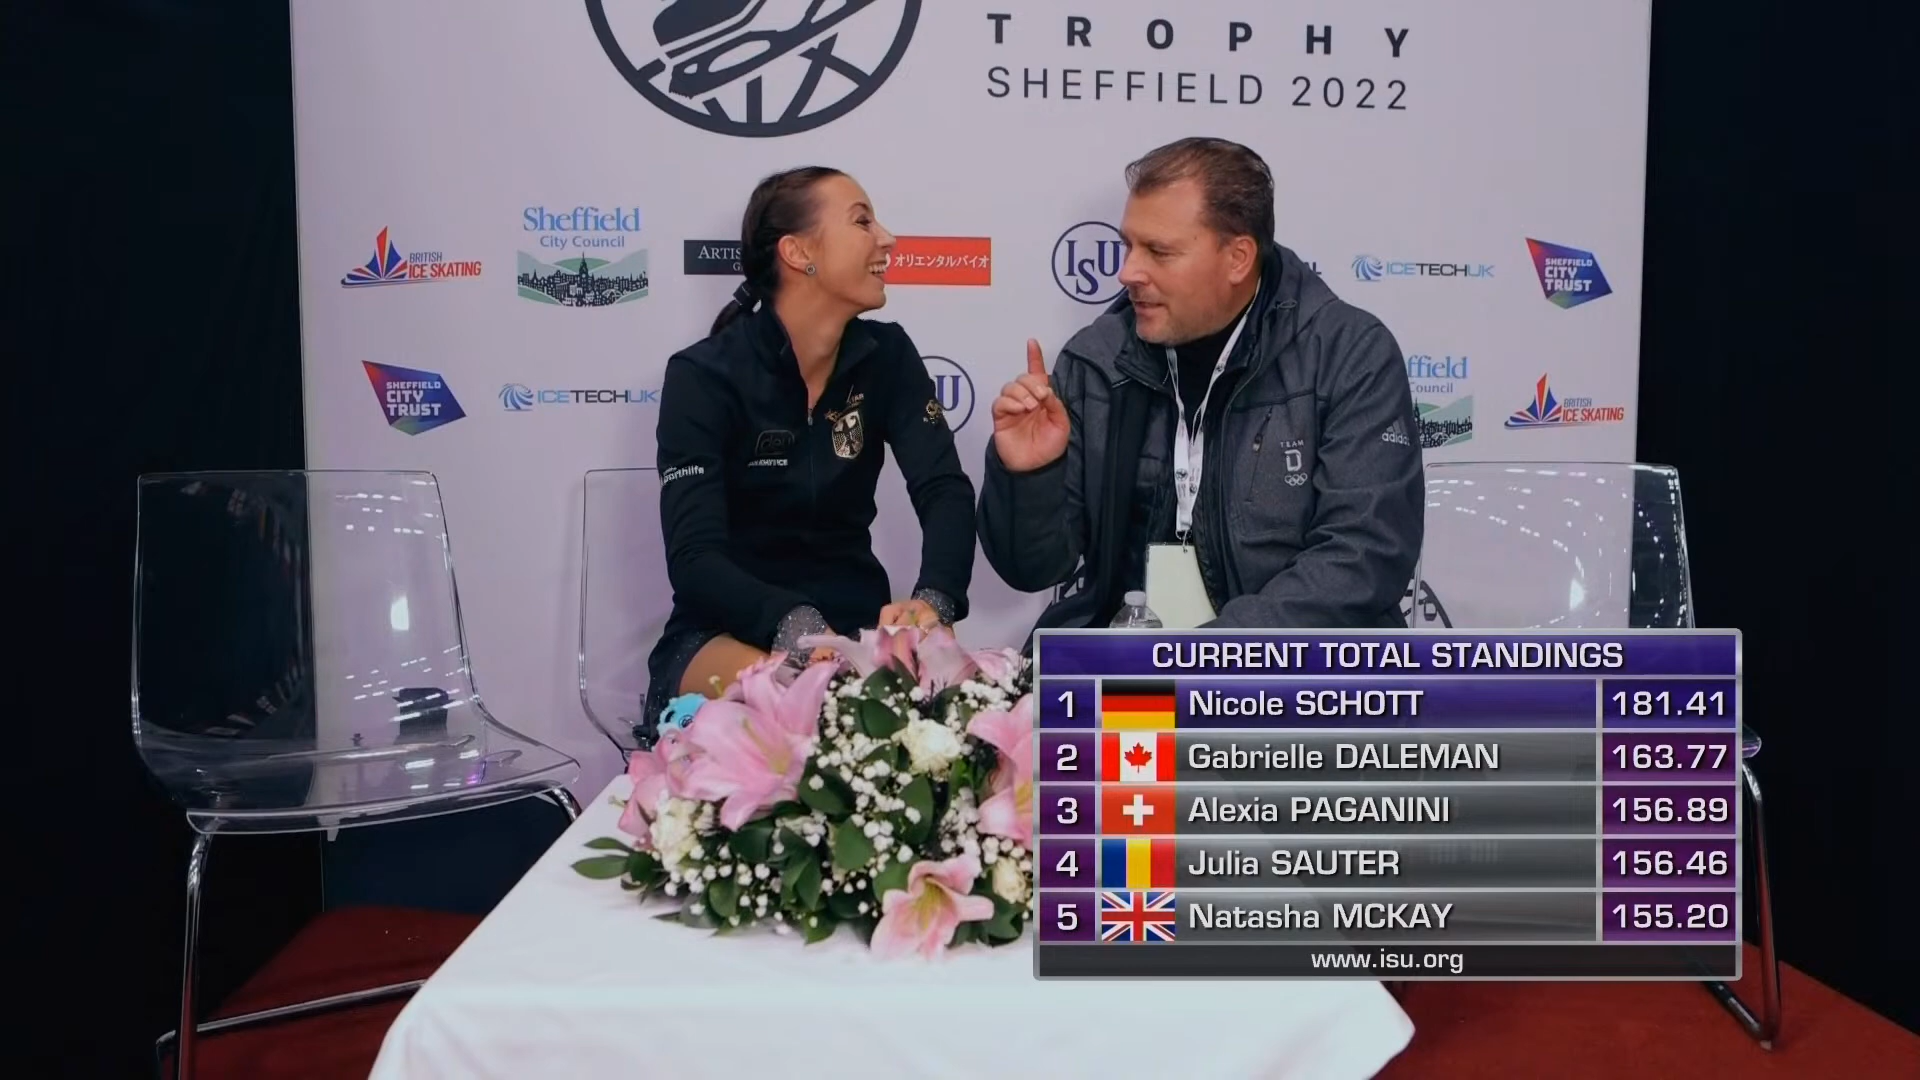 TROPHY
SHEFFIELD 2022
BRITISH
ICE SKATING
Sheffield
City Council
オリエンタルバイオ
ISU
ICETECHUK
SHEFFIELD
CITY
TRUST
SHEFFIELD
CITY
TRUST
ICETECHUK
BRITISH
ICE SKATING
TEAM
D
CURRENT TOTAL STANDINGS
1 Nicole SCHOTT 181.41
2 Gabrielle DALEMAN 163.77
3 Alexia PAGANINI 156.89
4 Julia SAUTER 156.46
5 Natasha MCKAY 155.20
www.isu.org